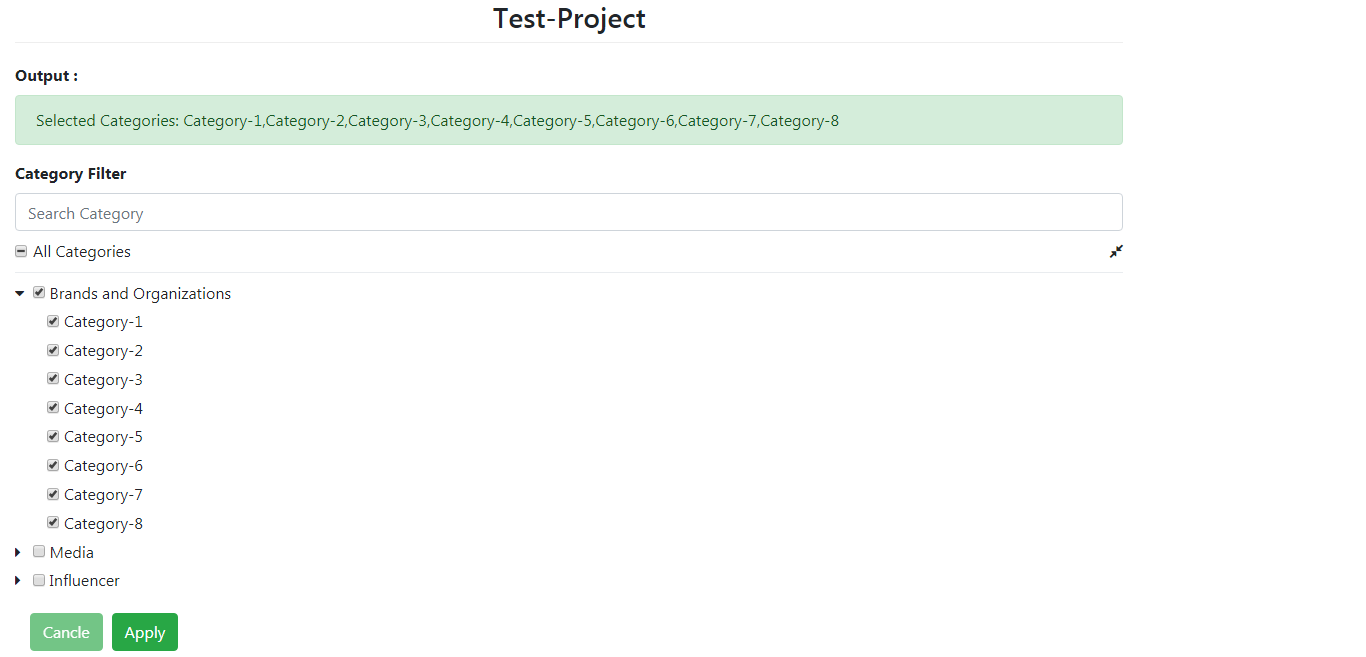 Test-Project
Output :
Selected Categories: Category-1,Category-2,Category-3,Category-4,Category-5,Category-6,Category-7,Category-8
Category Filter
Search Category
All Categories
Brands and Organizations
Category-1
Category-2
Category-3
Category-4
Category-5
Category-6
Category-7
Category-8
Media
Influencer
Cancle Apply